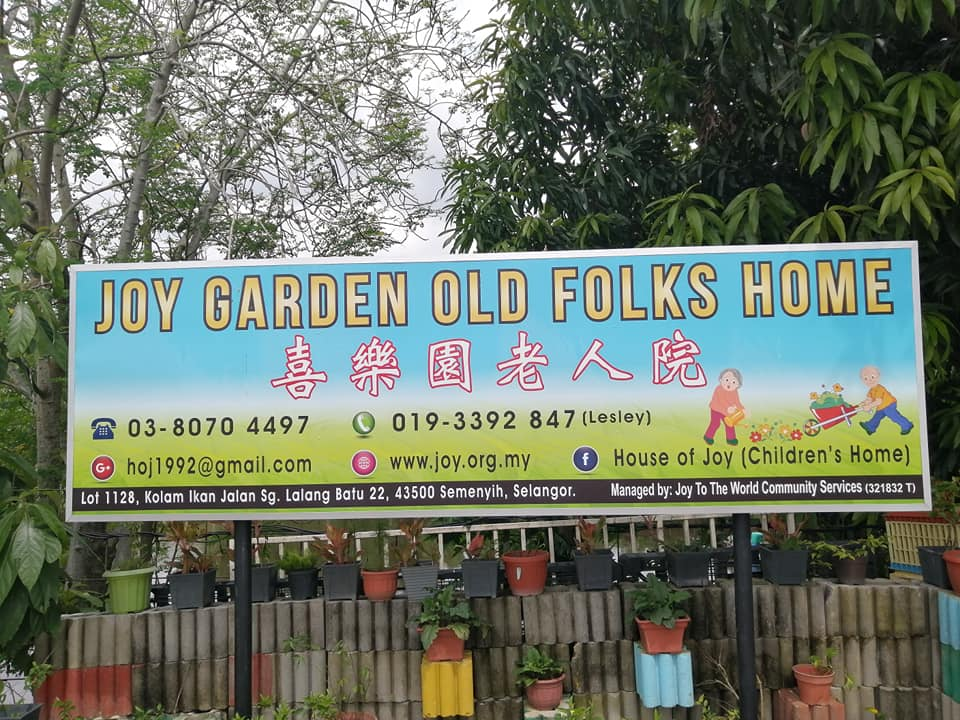 JOY GARDEN OLD FOLKS HOME
喜樂園老人院
03-8070 4497 019-3392 847 (Lesley)
G+ hoj1992@gmail.com www.joy.org.my f House of Joy (Children's Home)
Lot 1128, Kolam Ikan Jalan Sg. Lalang Batu 22, 43500 Semenyih, Selangor. Managed by: Joy To The World Community Services (321832 T)